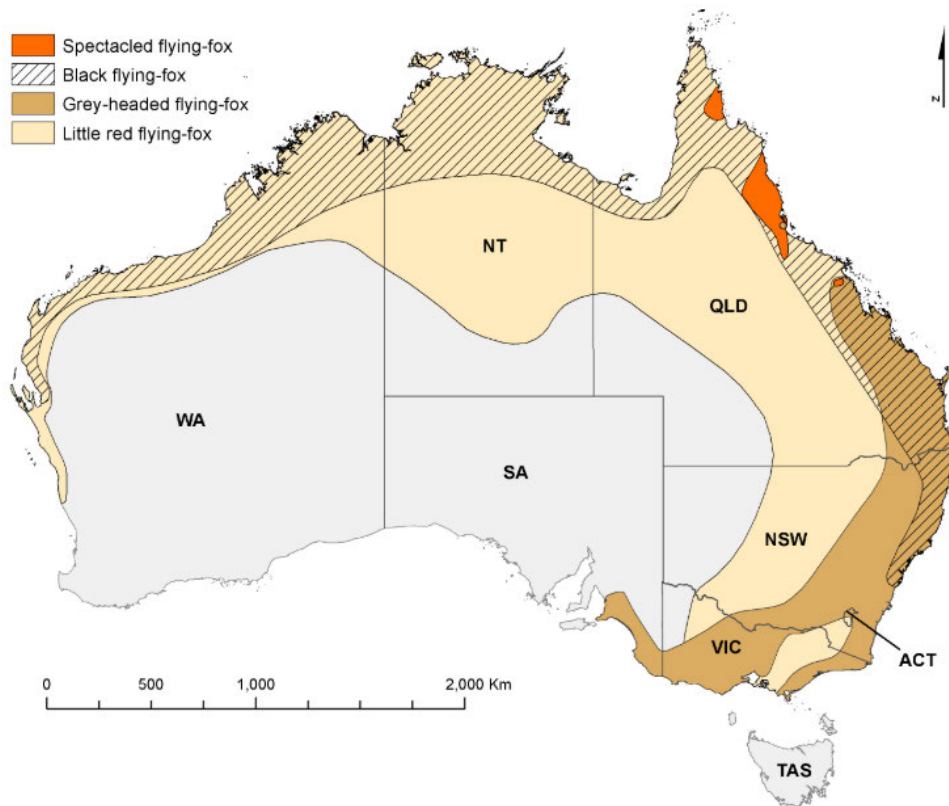 Spectacled flying-fox
Black flying-fox
Grey-headed flying-fox
Little red flying-fox
N
NT
QLD
WA
SA
NSW
VIC
ACT
0 500 1,000 2,000 Km
TAS